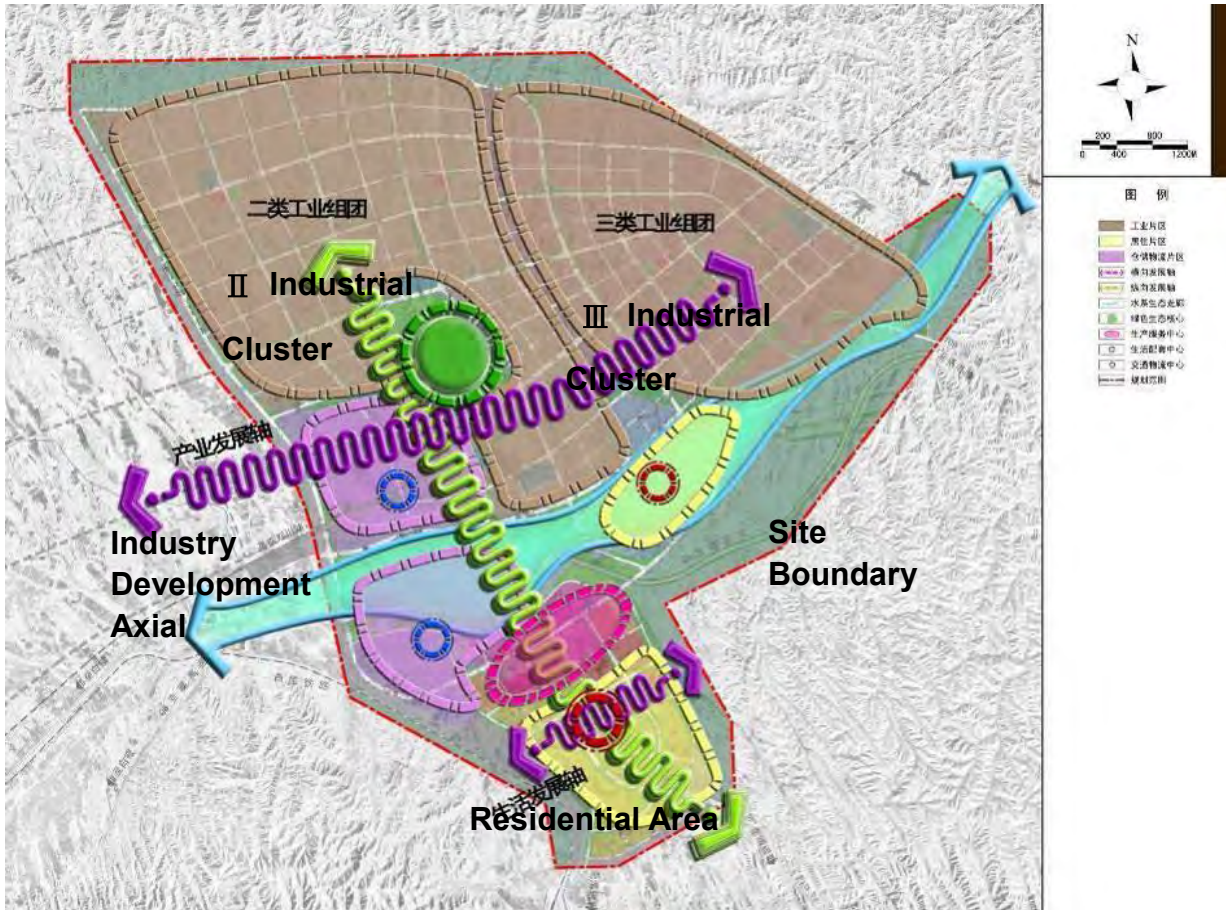 N
200 800
0 400 1200M
图 例
工业片区
居住片区
仓储物流片区
横向发展轴
纵向发展轴
水系生态走廊
绿色生态核心
生产服务中心
生活配套中心
交通物流中心
规划范围
二类工业组团
三类工业组团
Ⅱ Industrial
Cluster
Ⅲ Industrial
Cluster
产业发展轴
Industry
Development
Axial
Site
Boundary
生活发展轴
Residential Area